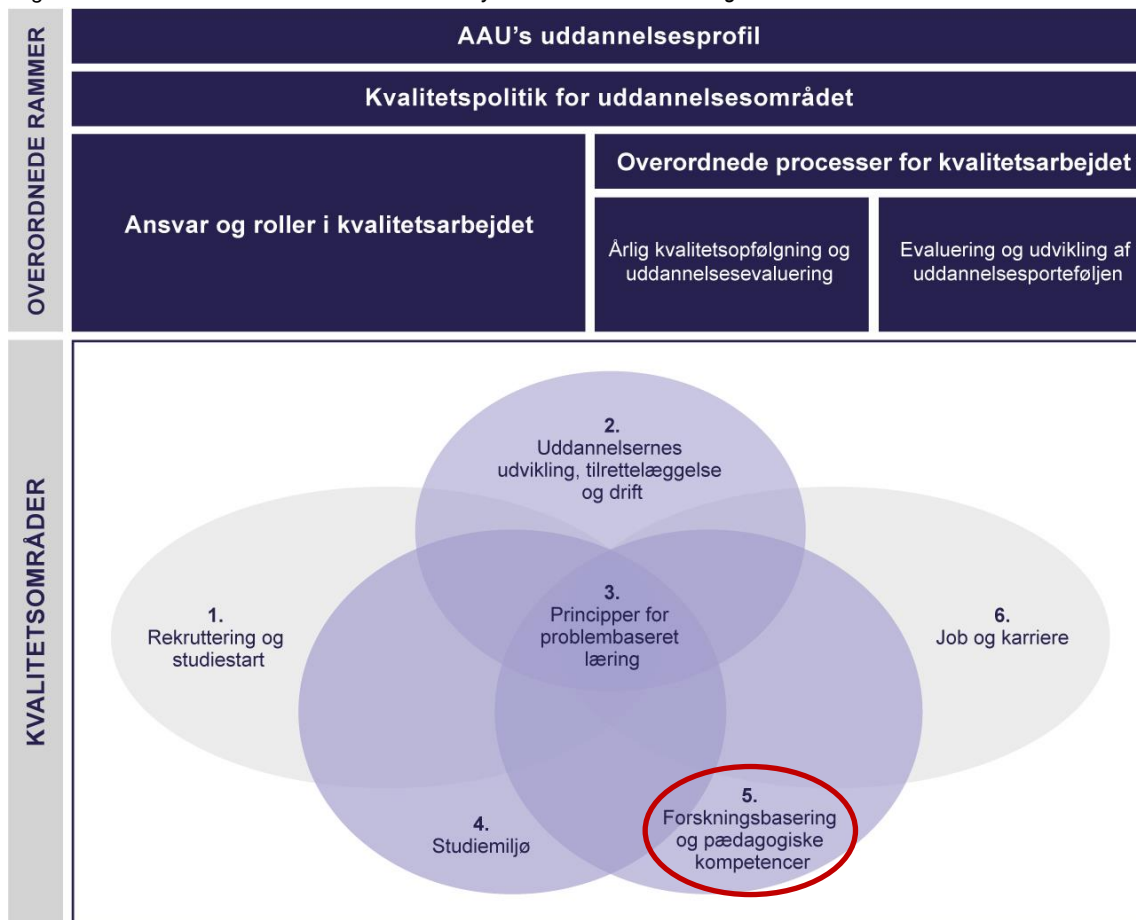 OVERORDNEDE RAMMER
AAU's uddannelsesprofil
Kvalitetspolitik for uddannelsesområdet
Ansvar og roller i kvalitetsarbejdet
Overordnede processer for kvalitetsarbejdet
Årlig kvalitetsopfølgning og
uddannelsesevaluering
Evaluering og udvikling af
uddannelsesporteføljen
KVALITETSOMRÅDER
1.
Rekruttering og
studiestart
2.
Uddannelsernes
udvikling, tilrettelæggelse
og drift
3.
Principper for
problembaseret
læring
4.
Studiemiljø
5.
Forskningsbasering
og pædagogiske
kompetencer
6.
Job og karriere